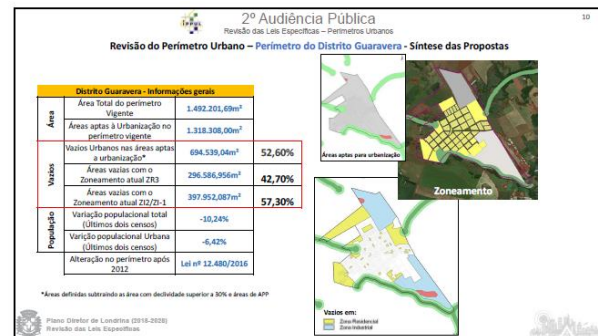 2º Audiência Pública
10
IPPUL
Revisão das Leis Específicas – Perímetros Urbanos
Revisão do Perímetro Urbano – Perímetro do Distrito Guaravera - Síntese das Propostas
Distrito Guaravera - Informações gerais
Área
Área Total do perímetro
Vigente
1.492.201,69m²
Áreas aptas à Urbanização no
perímetro vigente
1.318.308,00m²
Vazios
Vazios Urbanos nas áreas aptas
a urbanização*
694.539,04m²
52,60%
Áreas vazias com o
Zoneamento atual ZR3
296.586,956m²
42,70%
Áreas vazias com o
Zoneamento atual ZI2/ZI-1
397.952,087m²
57,30%
População
Variação populacional total
(Últimos dois censos)
-10,24%
Varição populacional Urbana
(Últimos dois censos)
-6,42%
Alteração no perímetro após
2012
Lei nº 12.480/2016
*Áreas definidas subtraindo as área com declividade superior a 30% e áreas de APP
Áreas aptas para urbanização
Zoneamento
Vazios em:
Zona Residencial
Zona Industrial
Plano Diretor de Londrina (2018-2028)
Revisão das Leis Específicas